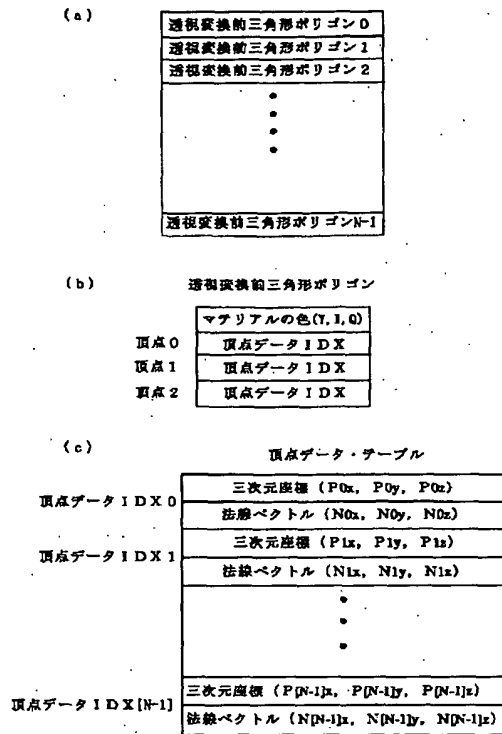 (a)
透視変換前三角形ポリゴン0
透視変換前三角形ポリゴン1
透視変換前三角形ポリゴン2
透視変換前三角形ポリゴンN-1
(b) 透視変換前三角形ポリゴン
マテリアルの色(Y, I, Q)
頂点0 頂点データIDX
頂点1 頂点データIDX
頂点2 頂点データIDX
(c) 頂点データ・テーブル
三次元座標 (P0x, P0y, P0z)
頂点データIDX0
法線ベクトル (N0x, N0y, N0z)
三次元座標 (P1x, P1y, P1z)
頂点データIDX1
法線ベクトル (N1x, N1y, N1z)
三次元座標 (P[N-1]x, P[N-1]y, P[N-1]z)
頂点データIDX[N-1]
法線ベクトル (N[N-1]x, N[N-1]y, N[N-1]z)